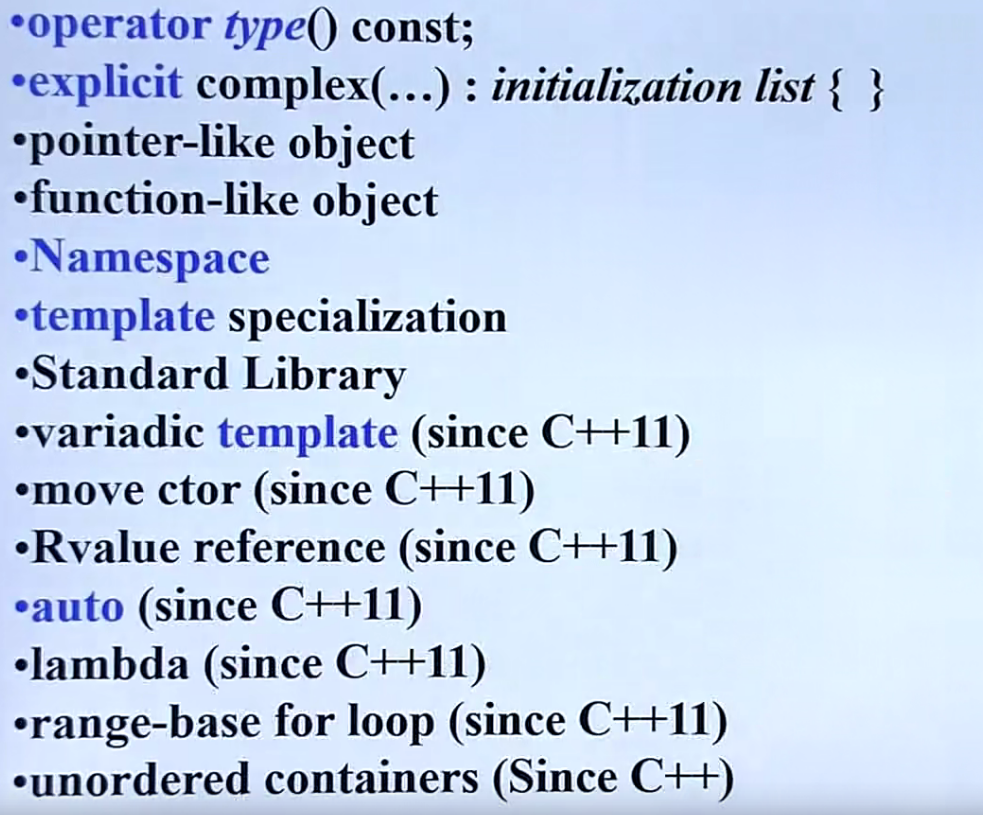 •operator type() const;
•explicit complex(…) : initialization list { }
•pointer-like object
•function-like object
•Namespace
•template specialization
•Standard Library
•variadic template (since C++11)
•move ctor (since C++11)
•Rvalue reference (since C++11)
•auto (since C++11)
•lambda (since C++11)
•range-base for loop (since C++11)
•unordered containers (Since C++)